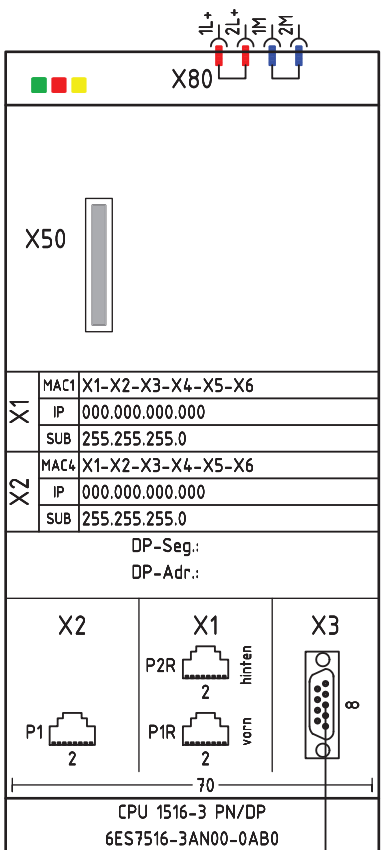 1L+ 2L+ 1M 2M
X80
X50
X1
MAC1 X1-X2-X3-X4-X5-X6
IP 000.000.000.000
SUB 255.255.255.0
X2
MAC4 X1-X2-X3-X4-X5-X6
IP 000.000.000.000
SUB 255.255.255.0
DP-Seg.:
DP-Adr.:
X2 X1 X3
P2R hinten
2
8
P1 P1R vorn
2 2
70
CPU 1516-3 PN/DP
6ES7516-3AN00-0AB0